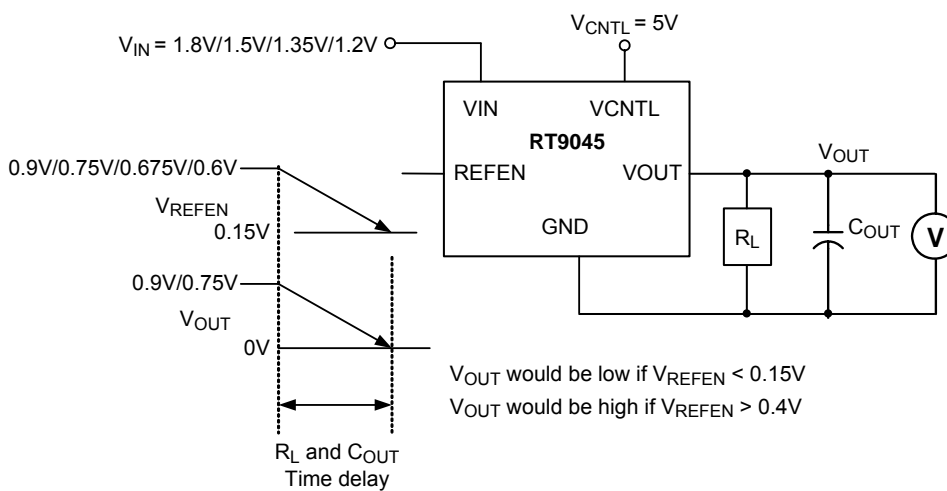 V_IN = 1.8V/1.5V/1.35V/1.2V
V_CNTL = 5V
VIN
VCNTL
RT9045
0.9V/0.75V/0.675V/0.6V
REFEN
VOUT
V_OUT
V_REFEN
0.15V
GND
R_L
C_OUT
V
0.9V/0.75V
V_OUT
0V
V_OUT would be low if V_REFEN < 0.15V
V_OUT would be high if V_REFEN > 0.4V
R_L and C_OUT
Time delay